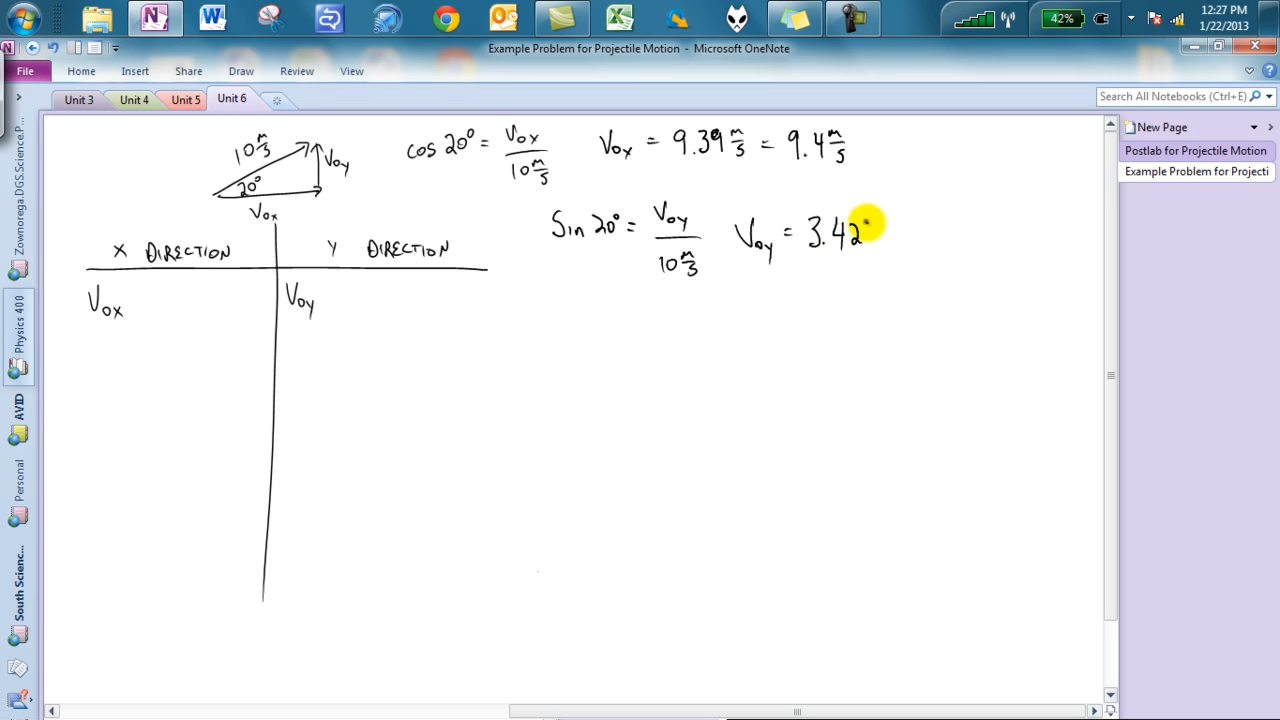 12:27 PM
42%
1/22/2013
Example Problem for Projectile Motion - Microsoft OneNote
File Home Insert Share Draw Review View
Unit 3 Unit 4 Unit 5 Unit 6
Search All Notebooks (Ctrl+E)
New Page
Postlab for Projectile Motion
Example Problem for Projecti
Zownorega.DGS.Science.P
Physics 400
AVID
Personal
South Scienc
10 m/s
20°
Voy
Vox
cos 20° = Vox / 10 m/s
Vox = 9.39 m/s = 9.4 m/s
Sin 20° = Voy / 10 m/s
Voy = 3.42
X DIRECTION Y DIRECTION
Vox Voy